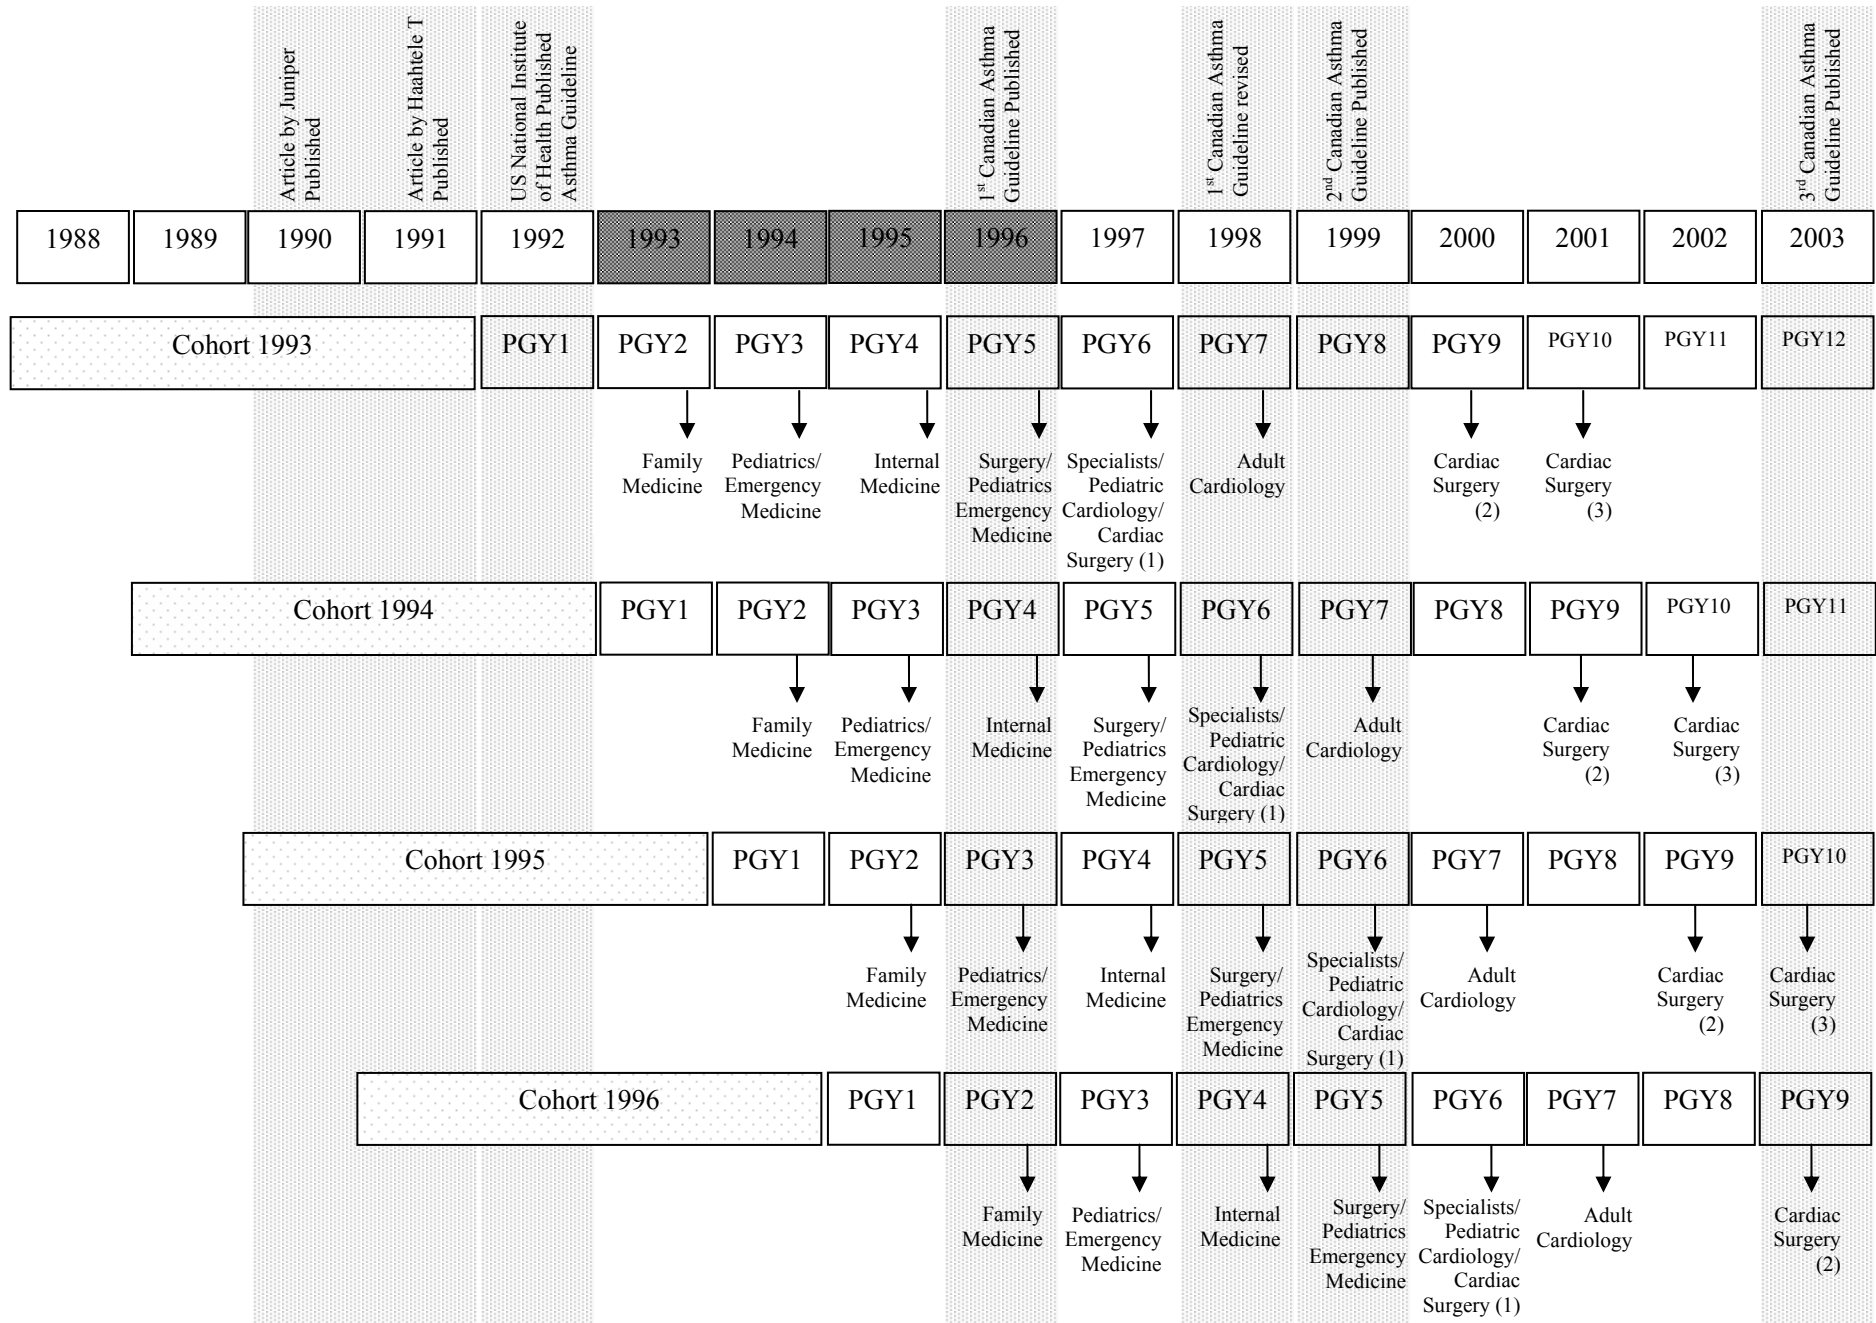 Article by Juniper
Published
Article by Haahtele T
Published
US National Institute
of Health Published
Asthma Guideline
1st Canadian Asthma
Guideline Published
1st Canadian Asthma
Guideline revised
2nd Canadian Asthma
Guideline Published
3rd Canadian Asthma
Guideline Published
1988 1989 1990 1991 1992 1993 1994 1995 1996 1997 1998 1999 2000 2001 2002 2003
Cohort 1993 PGY1 PGY2 PGY3 PGY4 PGY5 PGY6 PGY7 PGY8 PGY9 PGY10 PGY11 PGY12
Family
Medicine
Pediatrics/
Emergency
Medicine
Internal
Medicine
Surgery/
Pediatrics
Emergency
Medicine
Specialists/
Pediatric
Cardiology/
Cardiac
Surgery (1)
Adult
Cardiology
Cardiac
Surgery
(2)
Cardiac
Surgery
(3)
Cohort 1994 PGY1 PGY2 PGY3 PGY4 PGY5 PGY6 PGY7 PGY8 PGY9 PGY10 PGY11
Family
Medicine
Pediatrics/
Emergency
Medicine
Internal
Medicine
Surgery/
Pediatrics
Emergency
Medicine
Specialists/
Pediatric
Cardiology/
Cardiac
Surgery (1)
Adult
Cardiology
Cardiac
Surgery
(2)
Cardiac
Surgery
(3)
Cohort 1995 PGY1 PGY2 PGY3 PGY4 PGY5 PGY6 PGY7 PGY8 PGY9 PGY10
Family
Medicine
Pediatrics/
Emergency
Medicine
Internal
Medicine
Surgery/
Pediatrics
Emergency
Medicine
Specialists/
Pediatric
Cardiology/
Cardiac
Surgery (1)
Adult
Cardiology
Cardiac
Surgery
(2)
Cardiac
Surgery
(3)
Cohort 1996 PGY1 PGY2 PGY3 PGY4 PGY5 PGY6 PGY7 PGY8 PGY9
Family
Medicine
Pediatrics/
Emergency
Medicine
Internal
Medicine
Surgery/
Pediatrics
Emergency
Medicine
Specialists/
Pediatric
Cardiology/
Cardiac
Surgery (1)
Adult
Cardiology
Cardiac
Surgery
(2)